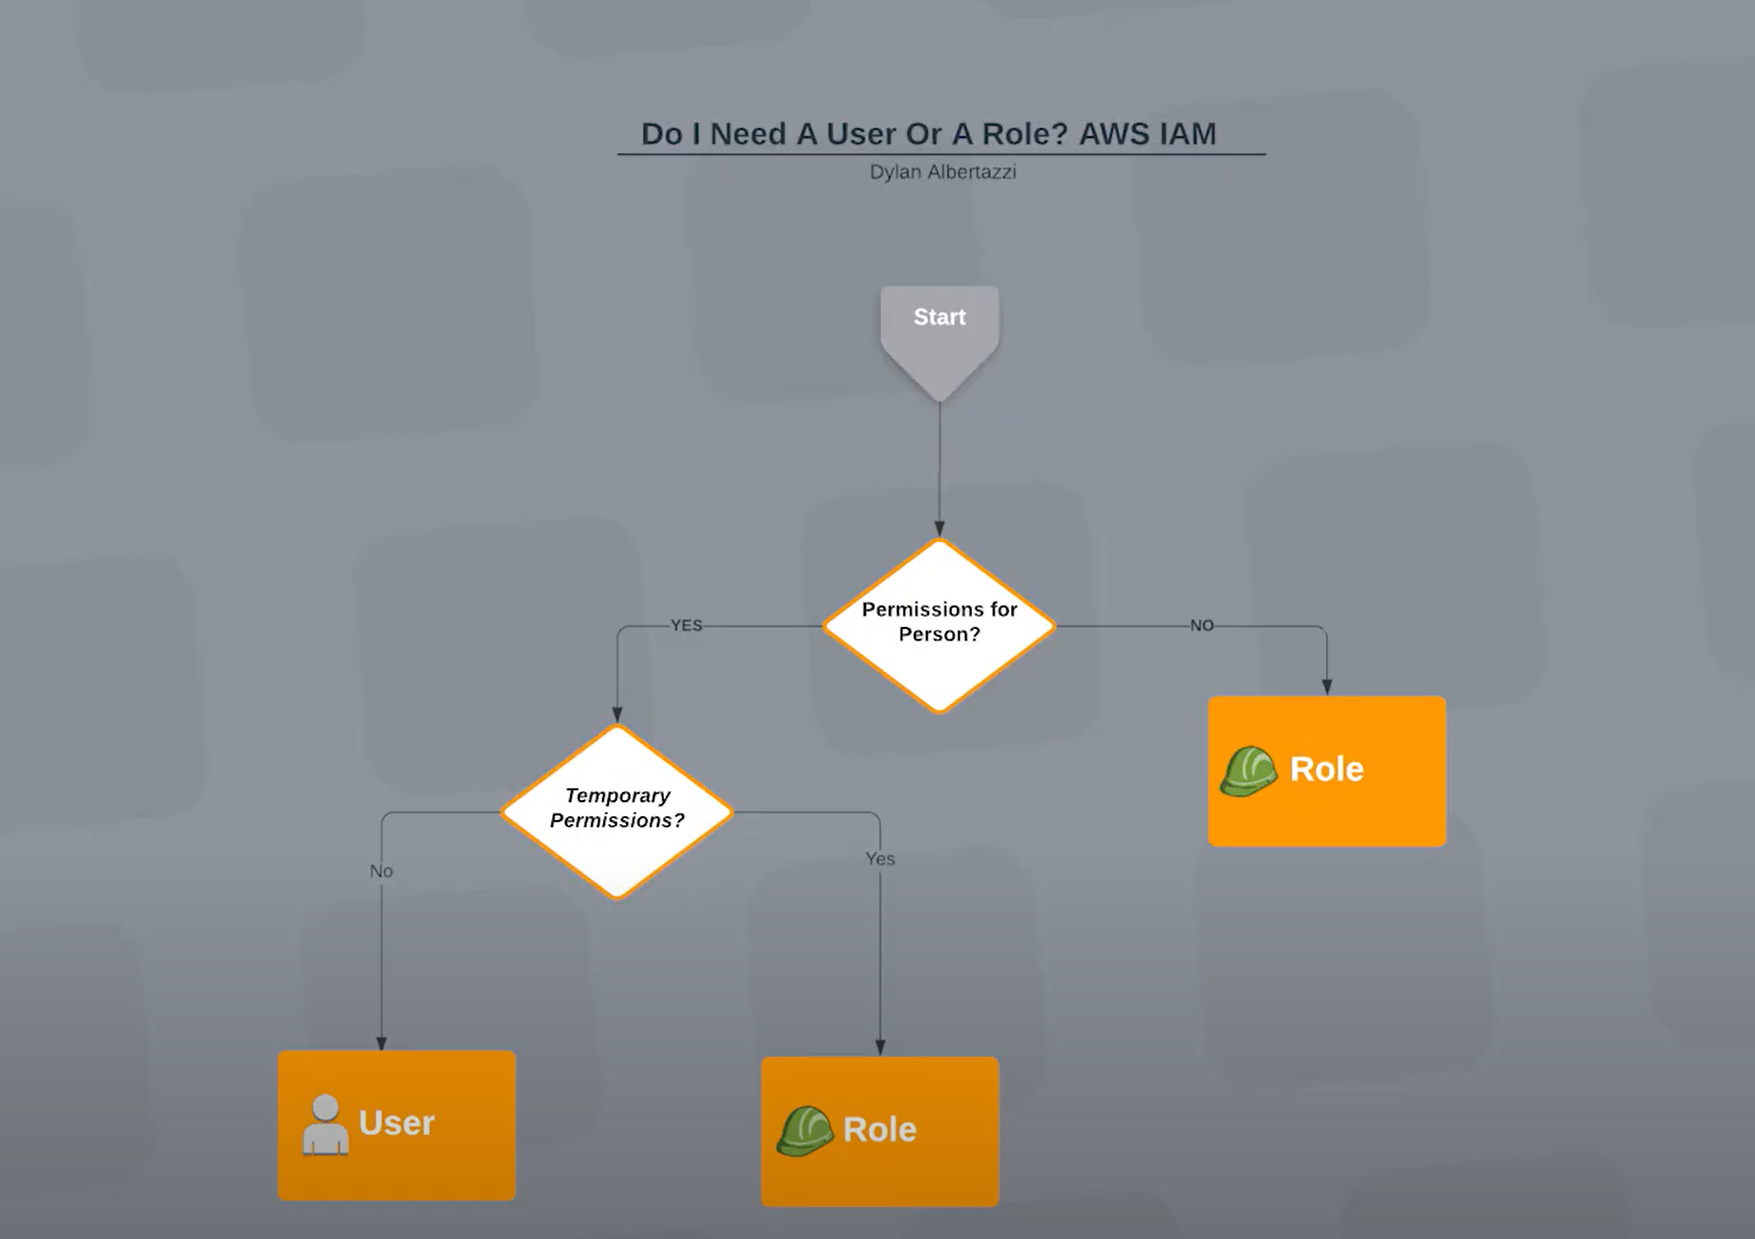 Do I Need A User Or A Role? AWS IAM
Dylan Albertazzi
Start
Permissions for
Person?
YES
NO
Role
Temporary
Permissions?
No
Yes
User
Role